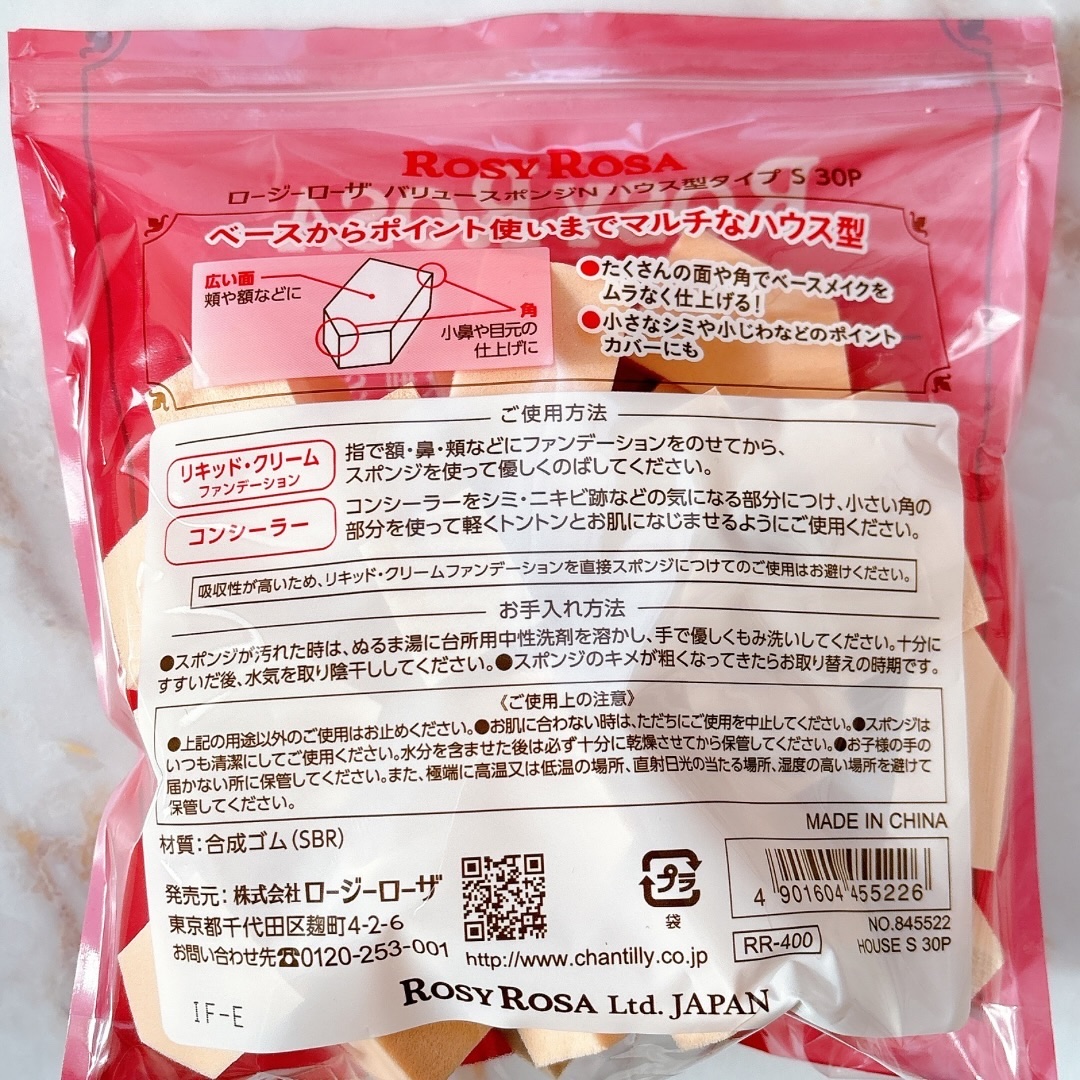 ROSY ROSA
ロージーローザ バリュースポンジN ハウス型タイプ S 30P
ベースからポイント使いまでマルチなハウス型
広い面
頬や額などに
角
小鼻や目元の
仕上げに
●たくさんの面や角でベースメイクを
ムラなく仕上げる!
●小さなシミや小じわなどのポイント
カバーにも
ご使用方法
リキッド・クリーム
ファンデーション
指で額・鼻・頬などにファンデーションをのせてから、
スポンジを使って優しくのばしてください。
コンシーラー
コンシーラーをシミ・ニキビ跡などの気になる部分につけ、小さい角の
部分を使って軽くトントンとお肌になじませるようにご使用ください。
吸収性が高いため、リキッド・クリームファンデーションを直接スポンジにつけてのご使用はお避けください。
お手入れ方法
●スポンジが汚れた時は、ぬるま湯に台所用中性洗剤を溶かし、手で優しくもみ洗いしてください。十分に
すすいだ後、水気を取り陰干ししてください。●スポンジのキメが粗くなってきたらお取り替えの時期です。
《ご使用上の注意》
●上記の用途以外のご使用はお止めください。●お肌に合わない時は、ただちにご使用を中止してください。●スポンジは
いつも清潔にしてご使用ください。水分を含ませた後は必ず十分に乾燥させてから保管してください。●お子様の手の
届かない所に保管してください。また、極端に高温又は低温の場所、直射日光の当たる場所、湿度の高い場所を避けて
保管してください。
材質:合成ゴム(SBR)
MADE IN CHINA
発売元:株式会社 ロージーローザ
東京都千代田区麹町4-2-6
お問い合わせ先☎0120-253-001
プラ
袋
http://www.chantilly.co.jp
4 901604 455226
NO.845522
RR-400
HOUSE S 30P
ROSY ROSA Ltd. JAPAN
IF-E